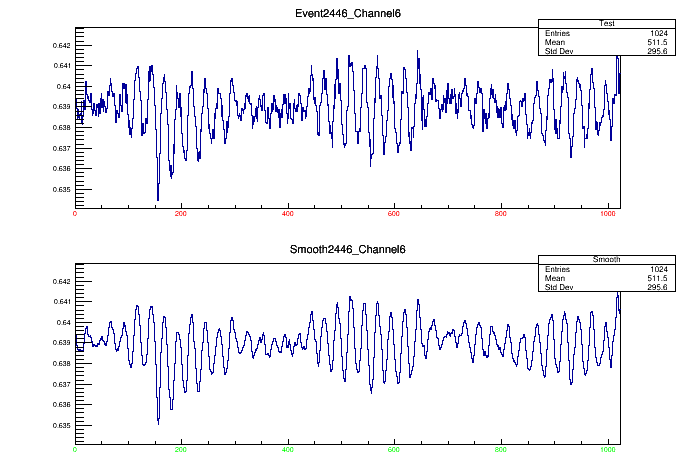 Event2446_Channel6
Test
Entries 1024
Mean 511.5
Std Dev 295.6
0.642
0.641
0.64
0.639
0.638
0.637
0.636
0.635
0 200 400 600 800 1000
Smooth2446_Channel6
Smooth
Entries 1024
Mean 511.5
Std Dev 295.6
0.642
0.641
0.64
0.639
0.638
0.637
0.636
0.635
0 200 400 600 800 1000